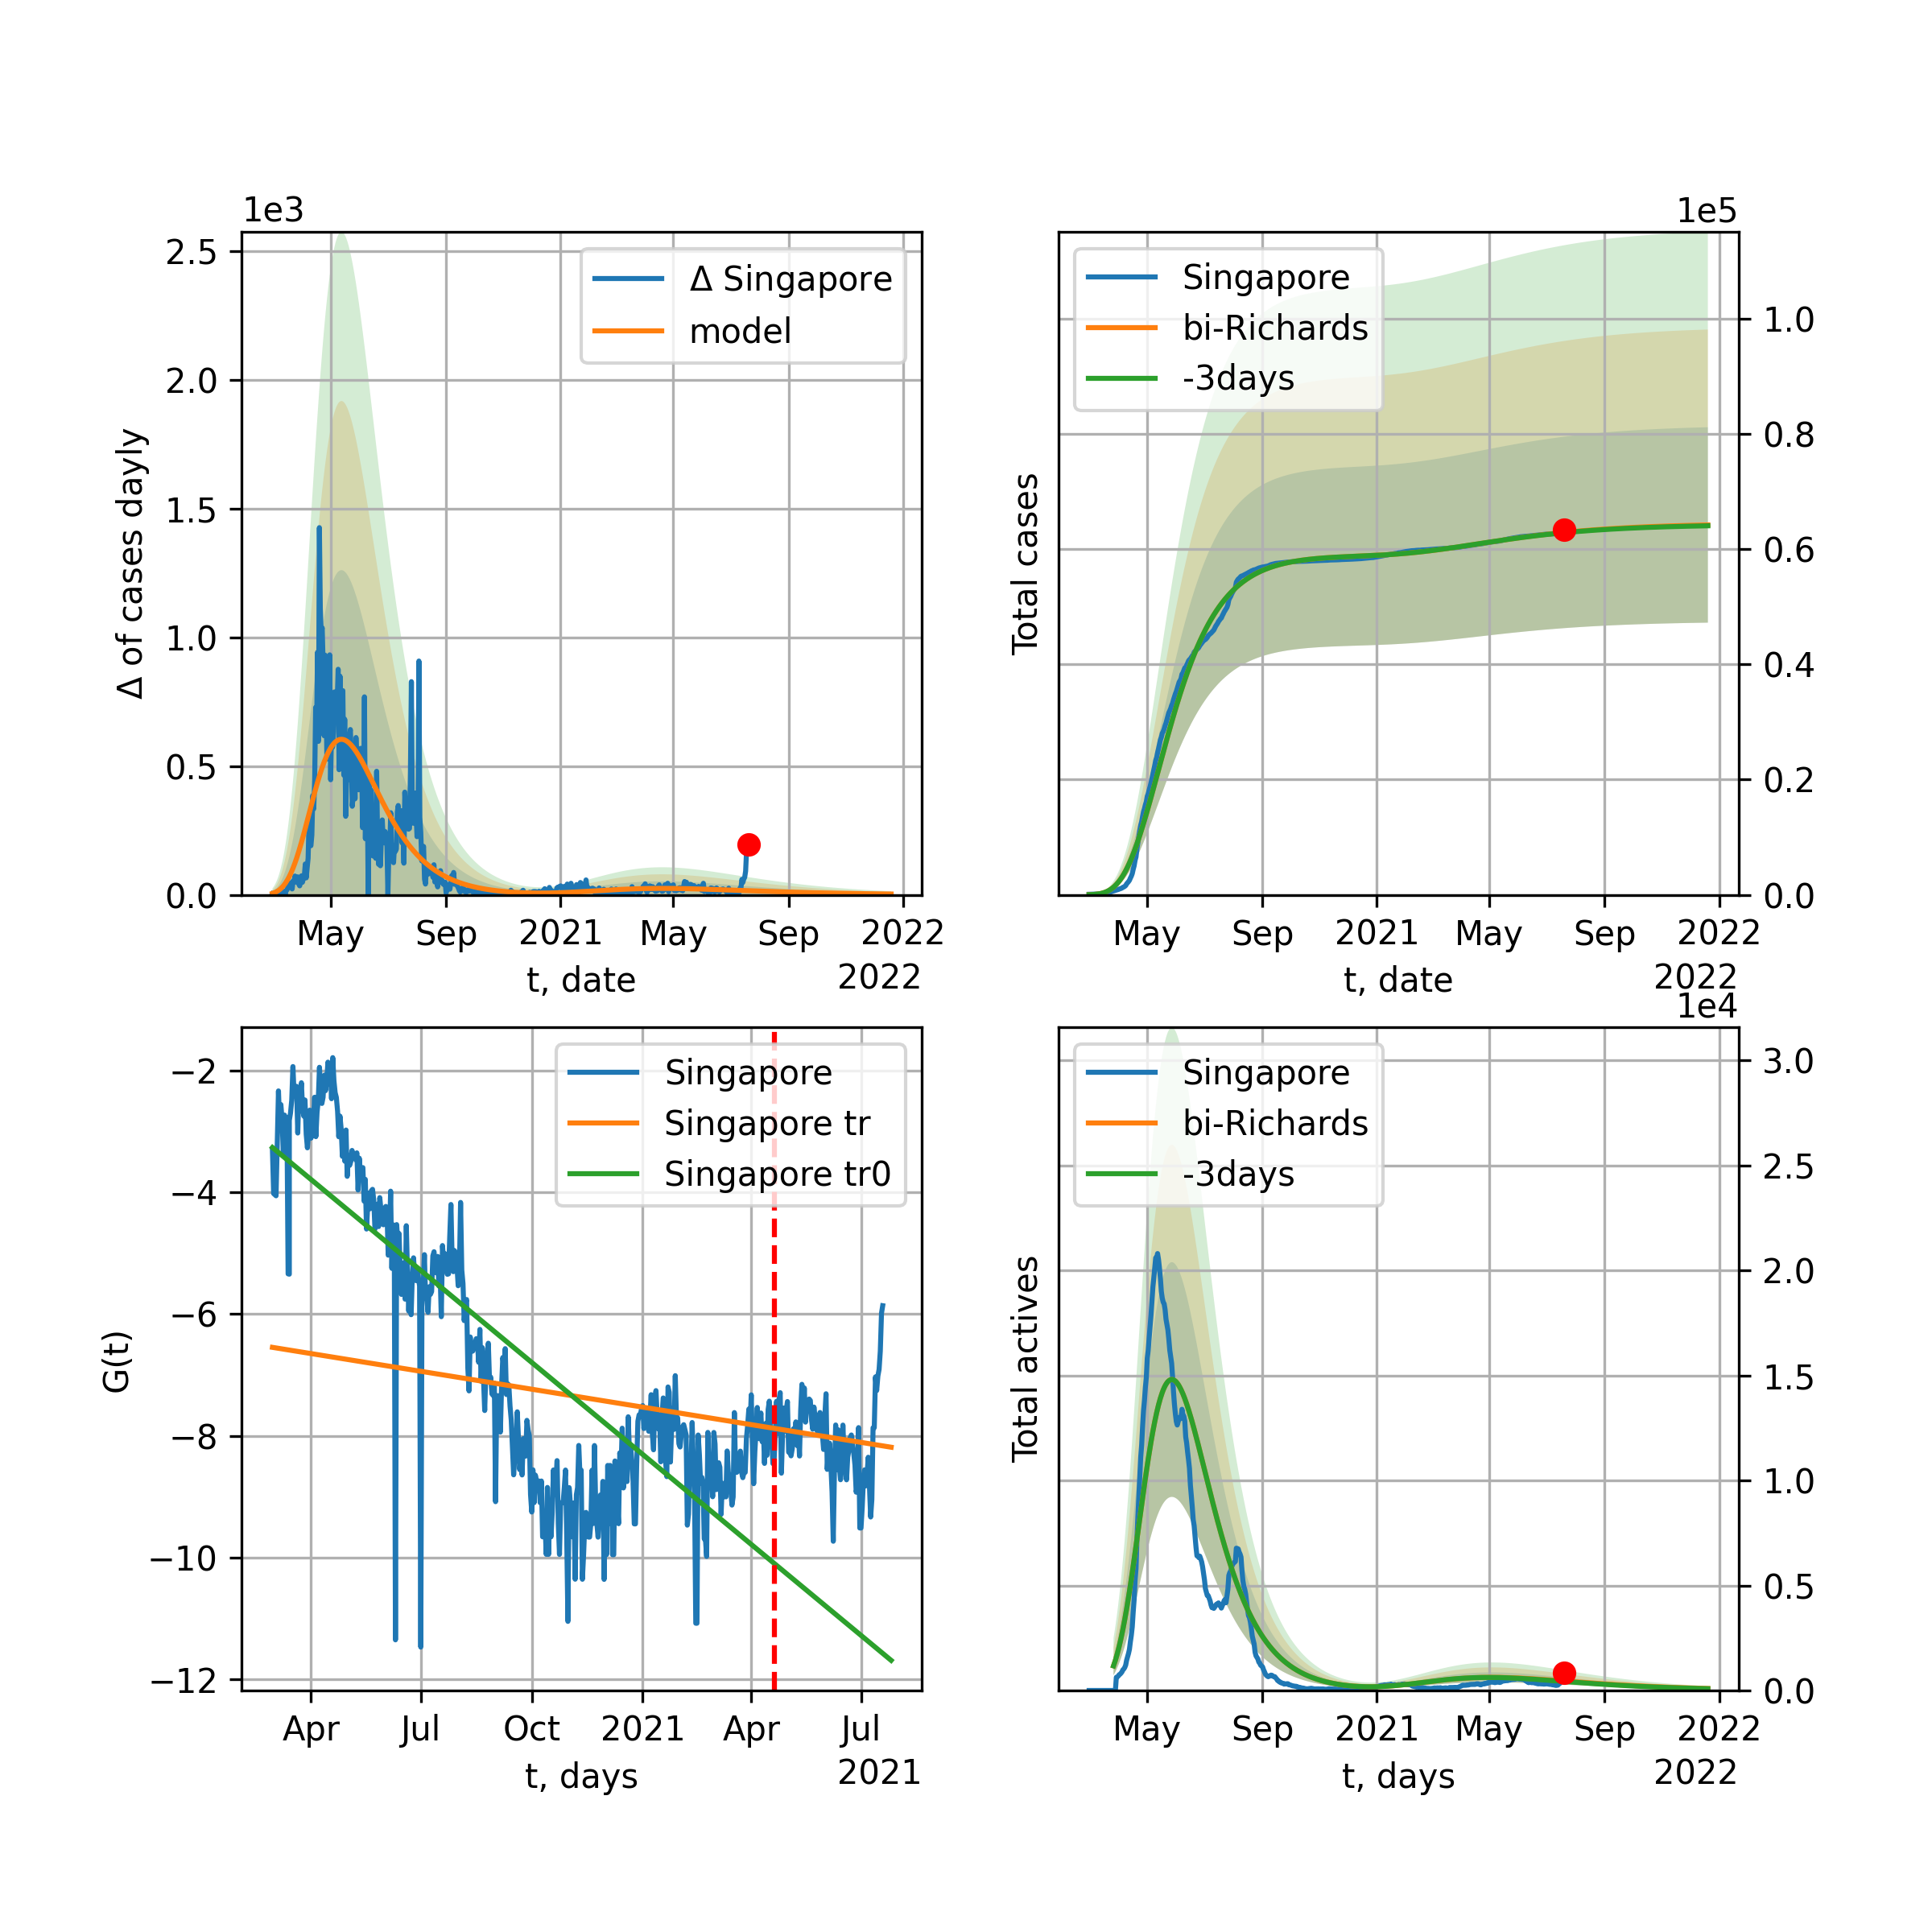 1e3
2.5
2.0
1.5
1.0
0.5
0.0
Δ of cases dayly
Δ Singapore
model
May Sep 2021 May Sep 2022
t, date
2022
1e5
Singapore
bi-Richards
-3days
Total cases
1.0
0.8
0.6
0.4
0.2
0.0
May Sep 2021 May Sep 2022
t, date
2022
−2
−4
−6
−8
−10
−12
G(t)
Singapore
Singapore tr
Singapore tr0
Apr Jul Oct 2021 Apr Jul
t, days
2021
1e4
Singapore
bi-Richards
-3days
Total actives
3.0
2.5
2.0
1.5
1.0
0.5
0.0
May Sep 2021 May Sep 2022
t, days
2022